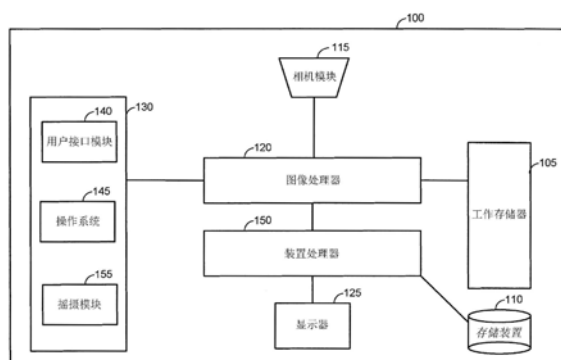 100
115
相机模块
130
140
用户接口模块
120
图像处理器
105
工作存储器
145
操作系统
150
装置处理器
155
摇摄模块
125
显示器
110
存储装置